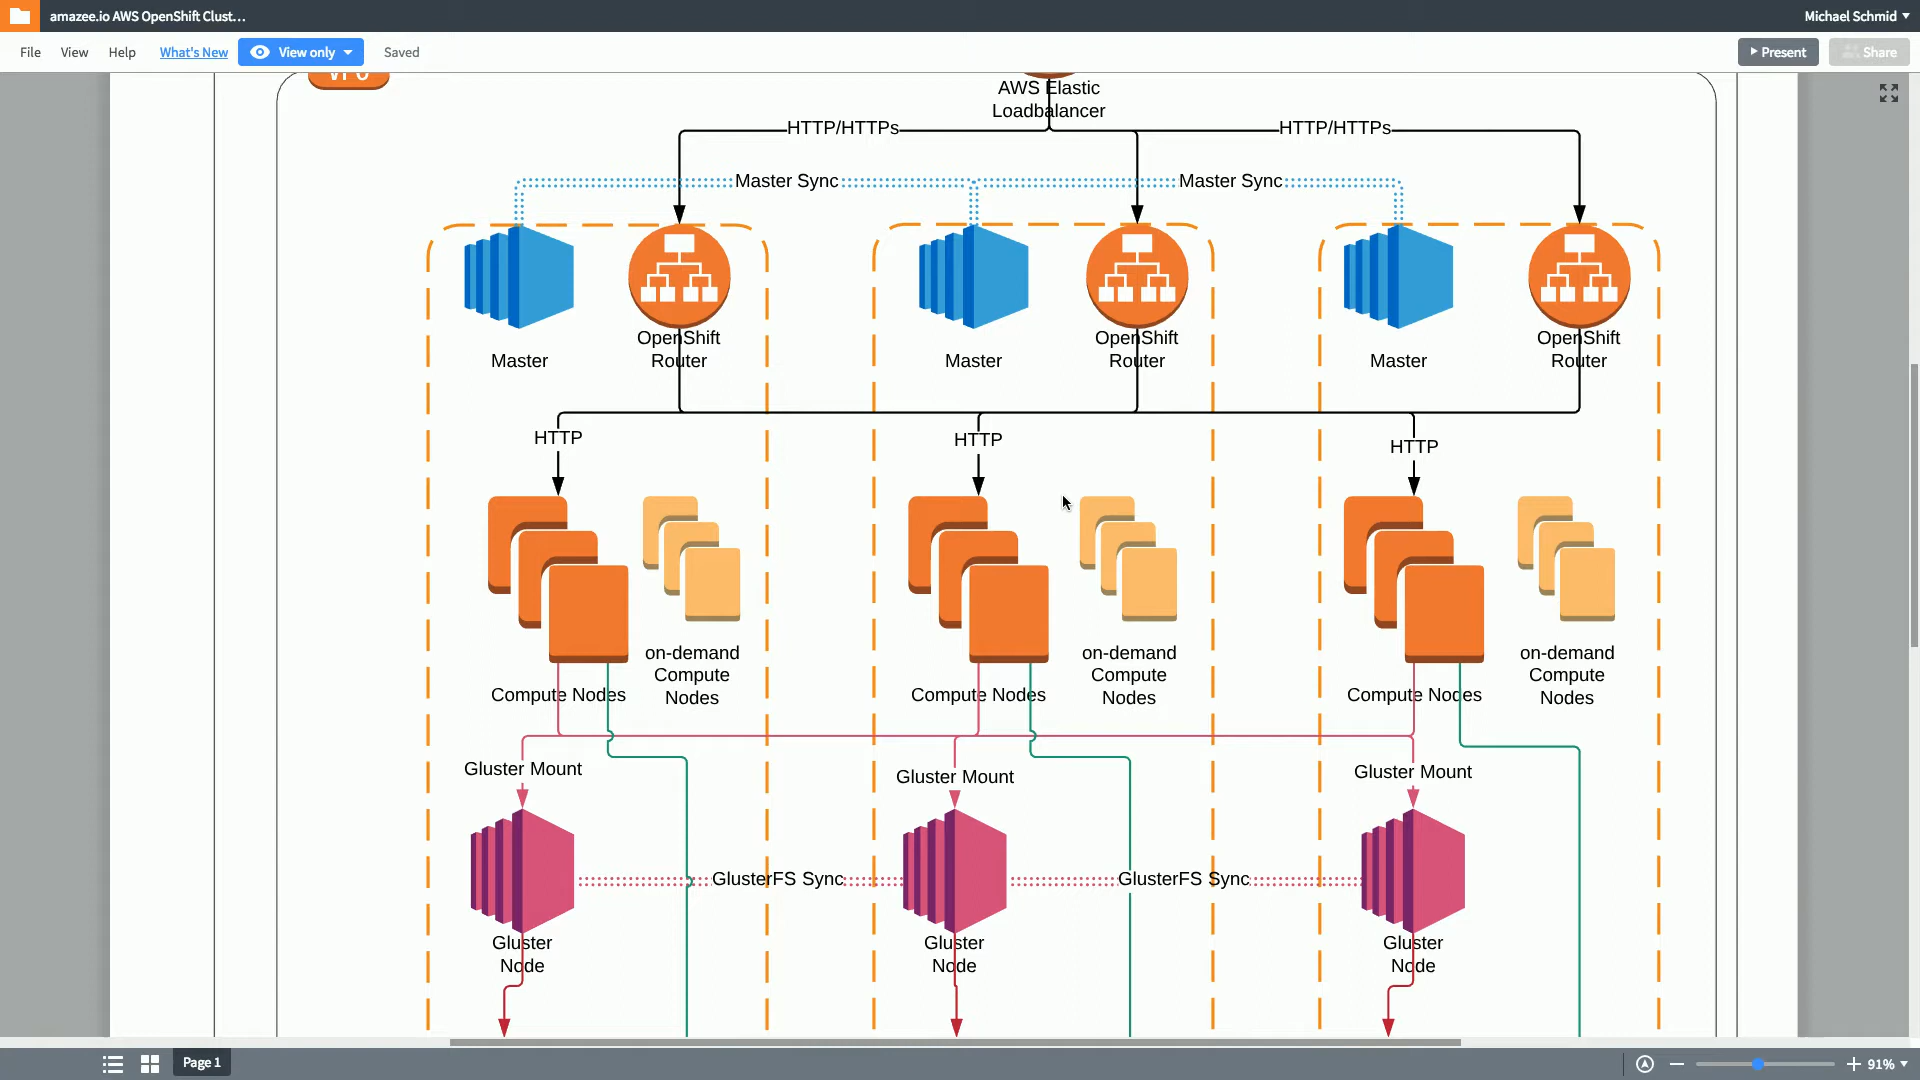 amazee.io AWS OpenShift Clust...
Michael Schmid
File
View
Help
What's New
View only
Saved
Present
Share
AWS Elastic
Loadbalancer
HTTP/HTTPs
HTTP/HTTPs
Master Sync
Master Sync
Master
OpenShift
Router
Master
OpenShift
Router
Master
OpenShift
Router
HTTP
HTTP
HTTP
Compute Nodes
on-demand
Compute
Nodes
Compute Nodes
on-demand
Compute
Nodes
Compute Nodes
on-demand
Compute
Nodes
Gluster Mount
Gluster Mount
Gluster Mount
GlusterFS Sync
GlusterFS Sync
Gluster
Node
Gluster
Node
Gluster
Node
Page 1
91%